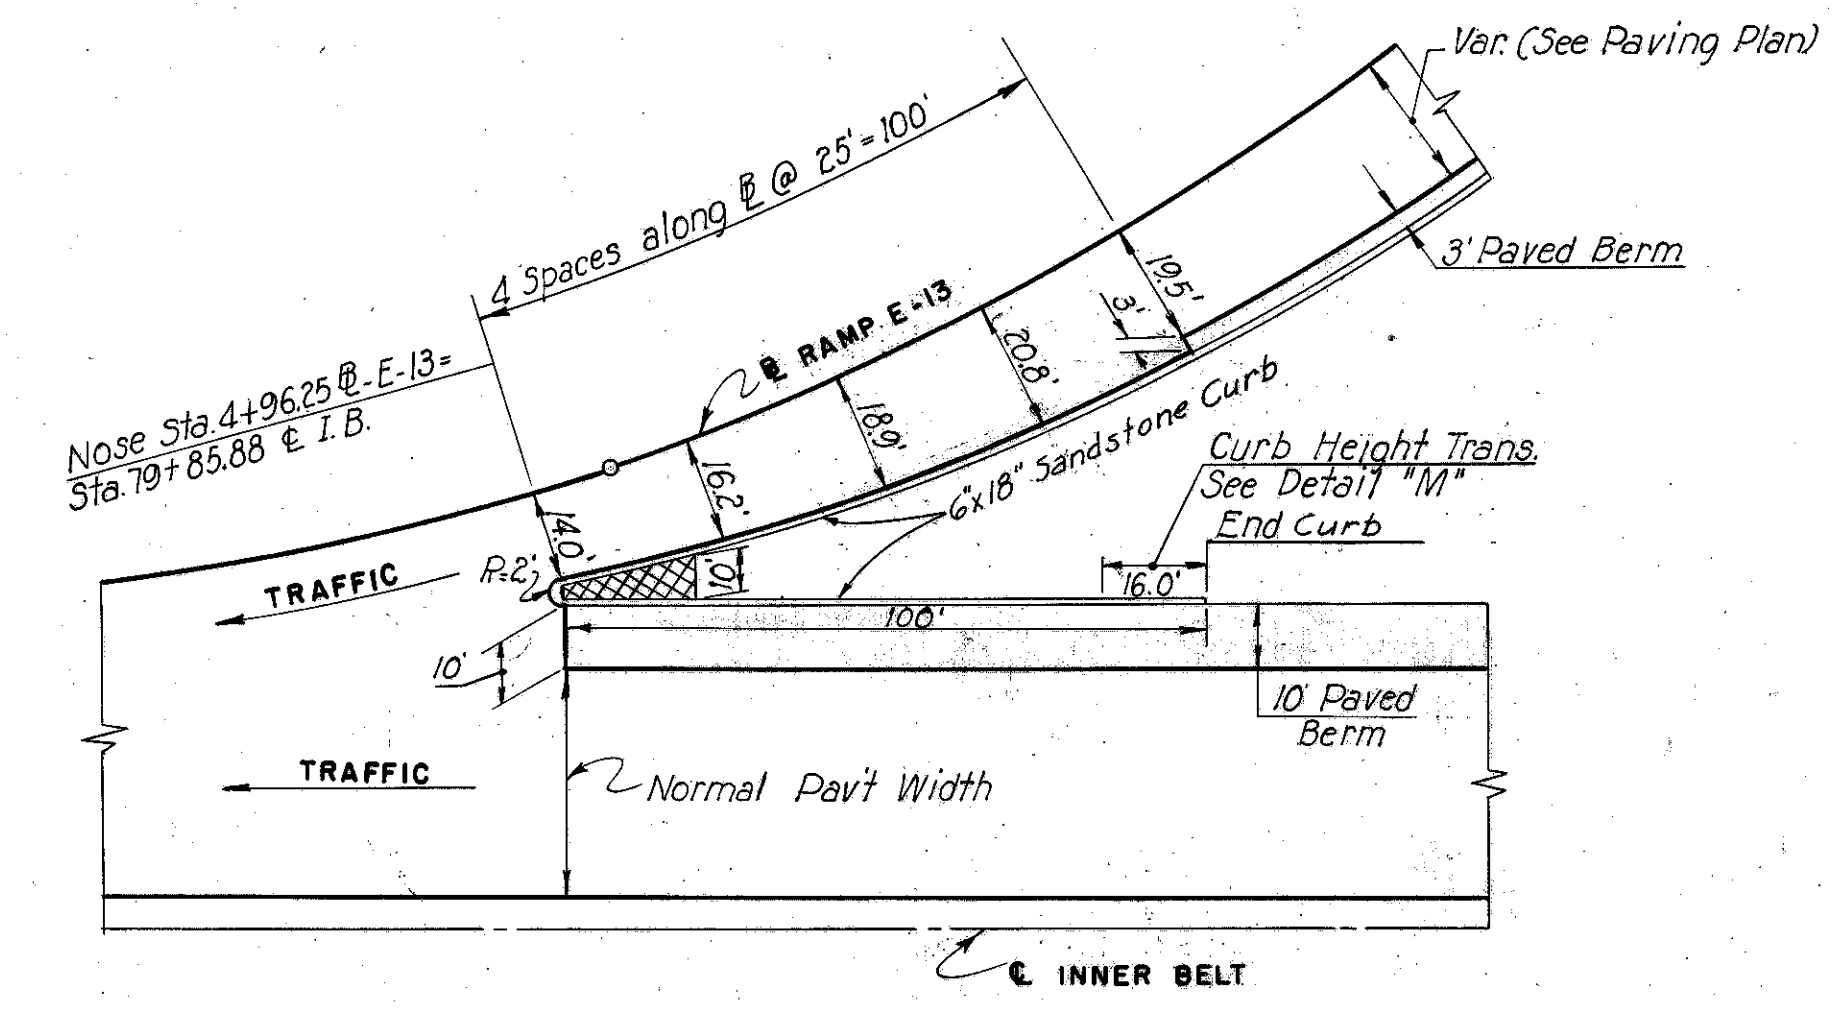 Var. (See Paving Plan)
4 Spaces along ⅊ @ 25'=100'
3' Paved Berm
19.5'
3'
℄ RAMP E-13
20.8'
Nose Sta. 4+96.25 ⅊-E-13=
Sta. 79+85.88 ℄ I.B.
18.9'
6"x18" Sandstone Curb
16.2'
Curb Height Trans.
See Detail "M"
End Curb
14.0'
R=2'
TRAFFIC
10'
16.0'
100'
10'
10' Paved
Berm
TRAFFIC
Normal Pav't Width
℄ INNER BELT